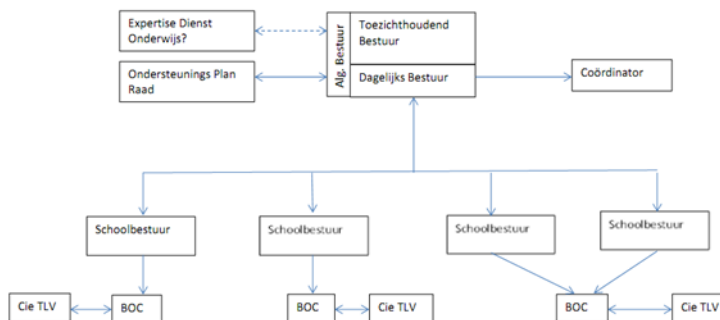 Expertise Dienst
Onderwijs?
Ondersteunings Plan
Raad
Alg. Bestuur
Toezichthoudend
Bestuur
Dagelijks Bestuur
Coördinator
Schoolbestuur
Schoolbestuur
Schoolbestuur
Schoolbestuur
Cie TLV
BOC
BOC
Cie TLV
BOC
Cie TLV